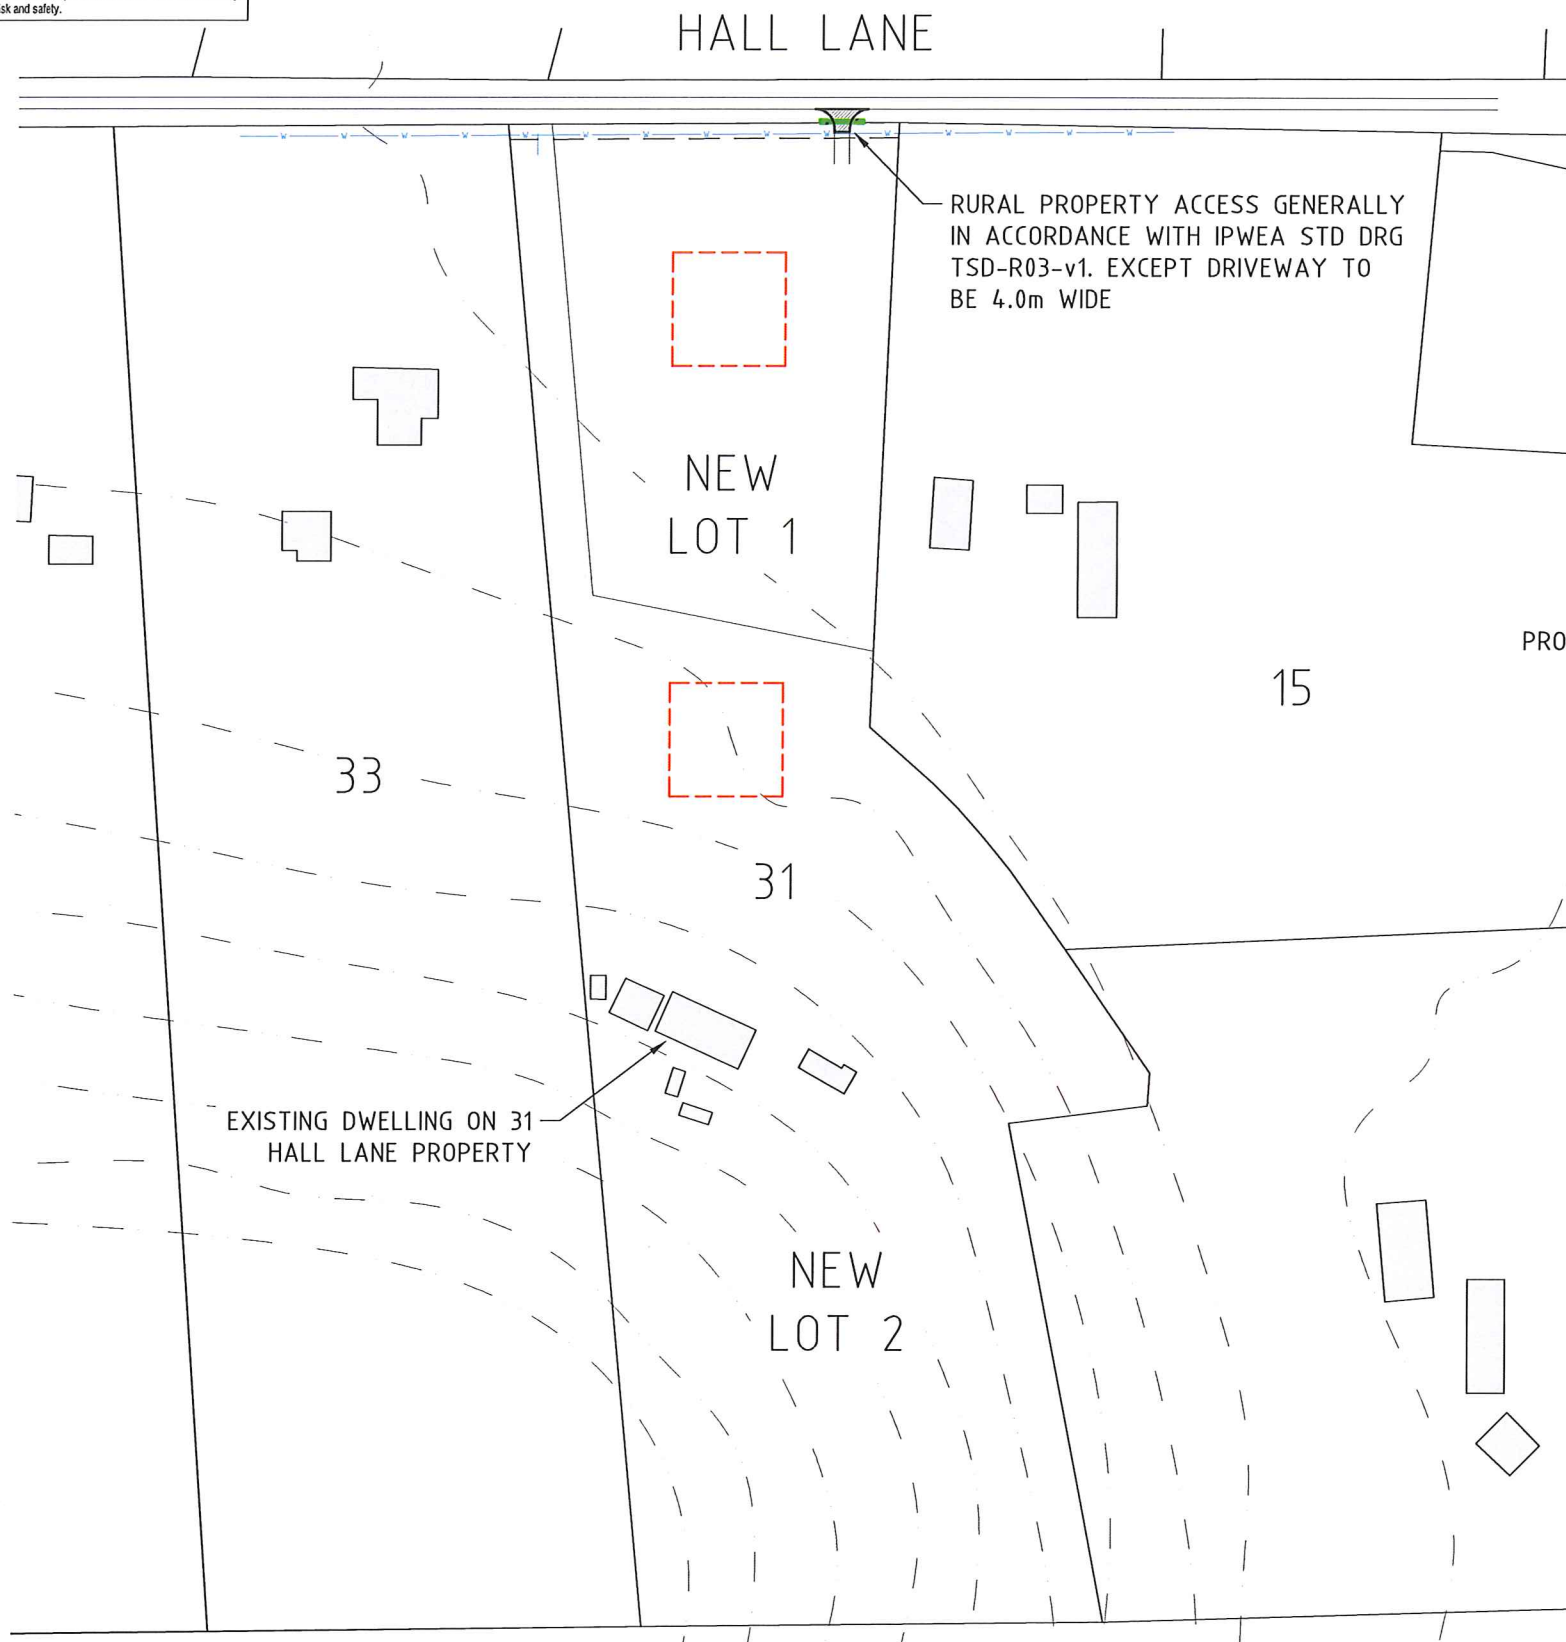 sk and safety.
HALL LANE
W W W W W W W W W W W W W W W
RURAL PROPERTY ACCESS GENERALLY
IN ACCORDANCE WITH IPWEA STD DRG
TSD-R03-v1. EXCEPT DRIVEWAY TO
BE 4.0m WIDE
NEW
LOT 1
PRO
15
33
31
EXISTING DWELLING ON 31
HALL LANE PROPERTY
NEW
LOT 2